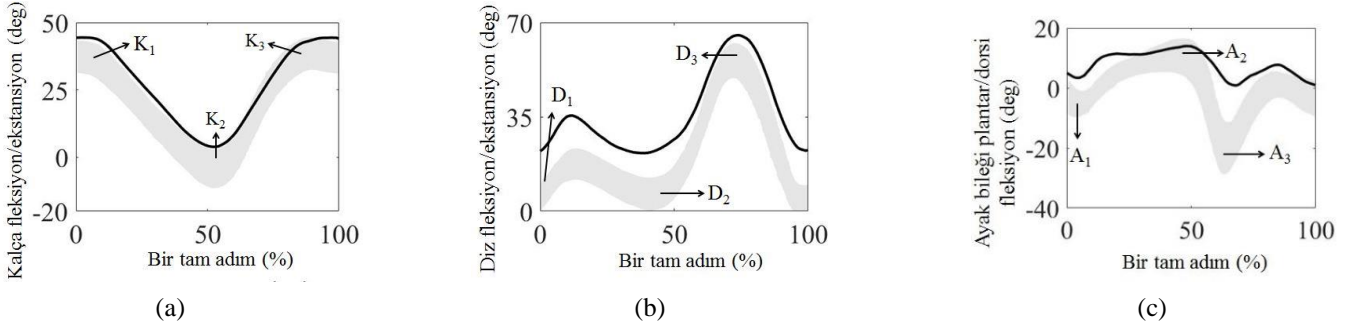 Kalça fleksiyon/ekstansiyon (deg)
50
25
0
-20
K1
K2
K3
0
50
100
Bir tam adım (%)
(a)
Diz fleksiyon/ekstansiyon (deg)
70
35
0
D1
D2
D3
0
50
100
Bir tam adım (%)
(b)
Ayak bileği plantar/dorsi
fleksiyon (deg)
20
0
-20
-40
A1
A2
A3
0
50
100
Bir tam adım (%)
(c)